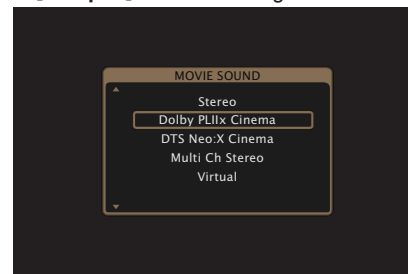 MOVIE SOUND
Stereo
Dolby PLIIx Cinema
DTS Neo:X Cinema
Multi Ch Stereo
Virtual